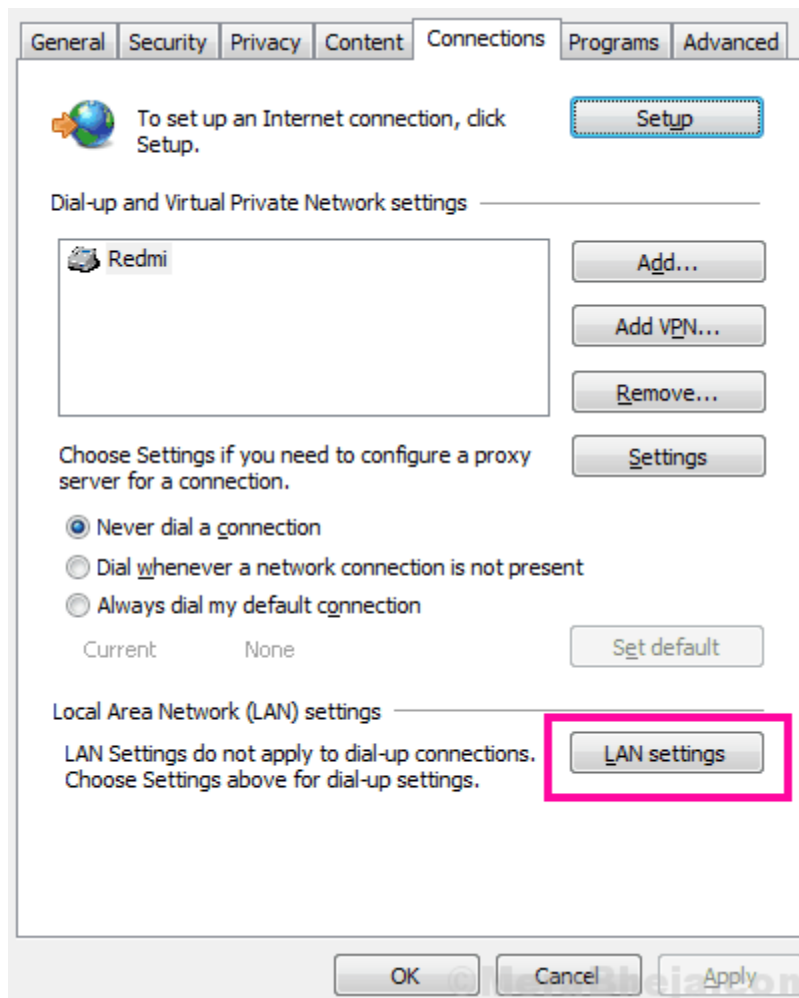 General Security Privacy Content Connections Programs Advanced
To set up an Internet connection, click
Setup.
Setup
Dial-up and Virtual Private Network settings
Redmi
Add...
Add VPN...
Remove...
Choose Settings if you need to configure a proxy
server for a connection.
Settings
Never dial a connection
Dial whenever a network connection is not present
Always dial my default connection
Current None
Set default
Local Area Network (LAN) settings
LAN Settings do not apply to dial-up connections.
Choose Settings above for dial-up settings.
LAN settings
OK Cancel Apply